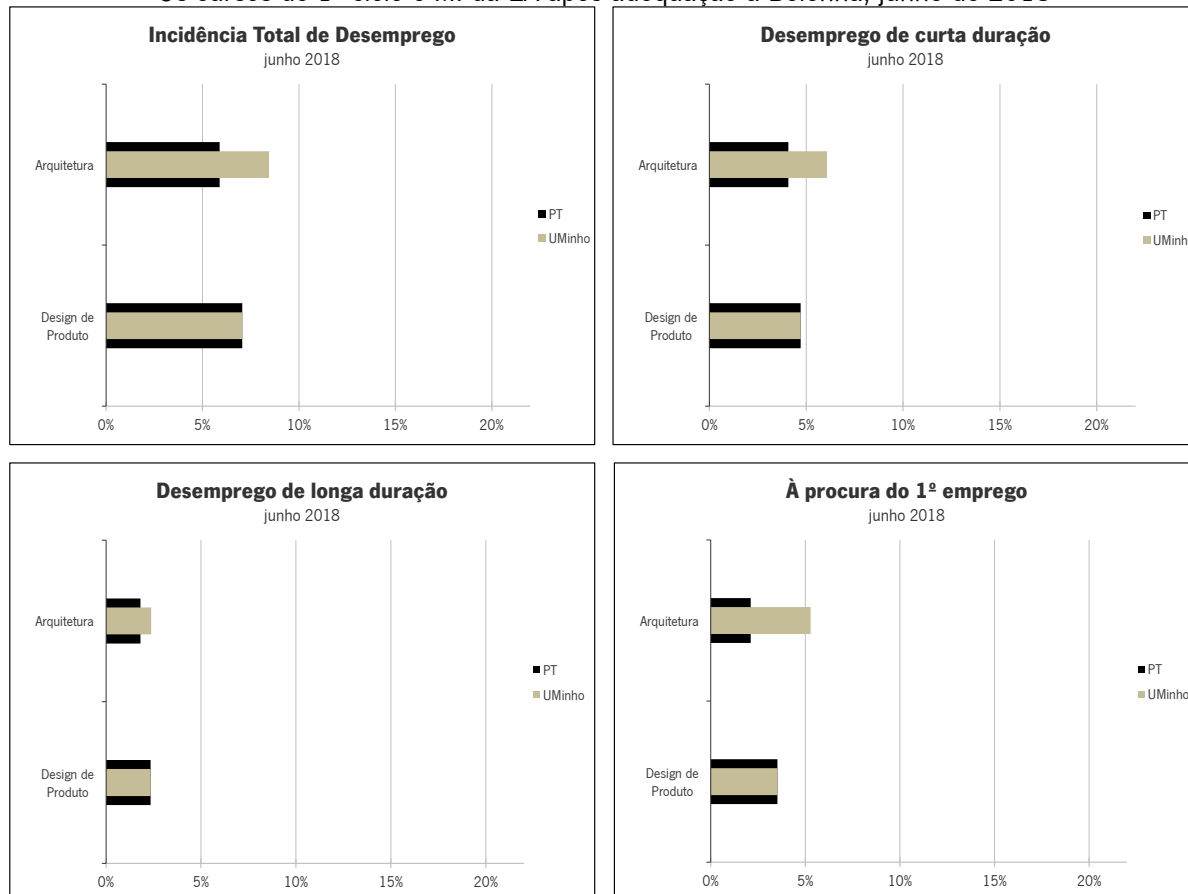 Incidência Total de Desemprego
junho 2018
Arquitetura
Design de
Produto
0% 5% 10% 15% 20%
PT
UMinho
Desemprego de curta duração
junho 2018
Arquitetura
Design de
Produto
0% 5% 10% 15% 20%
PT
UMinh
Desemprego de longa duração
junho 2018
Arquitetura
Design de
Produto
0% 5% 10% 15% 20%
PT
UMinho
À procura do 1º emprego
junho 2018
Arquitetura
Design de
Produto
0% 5% 10% 15% 20%
PT
UMinho